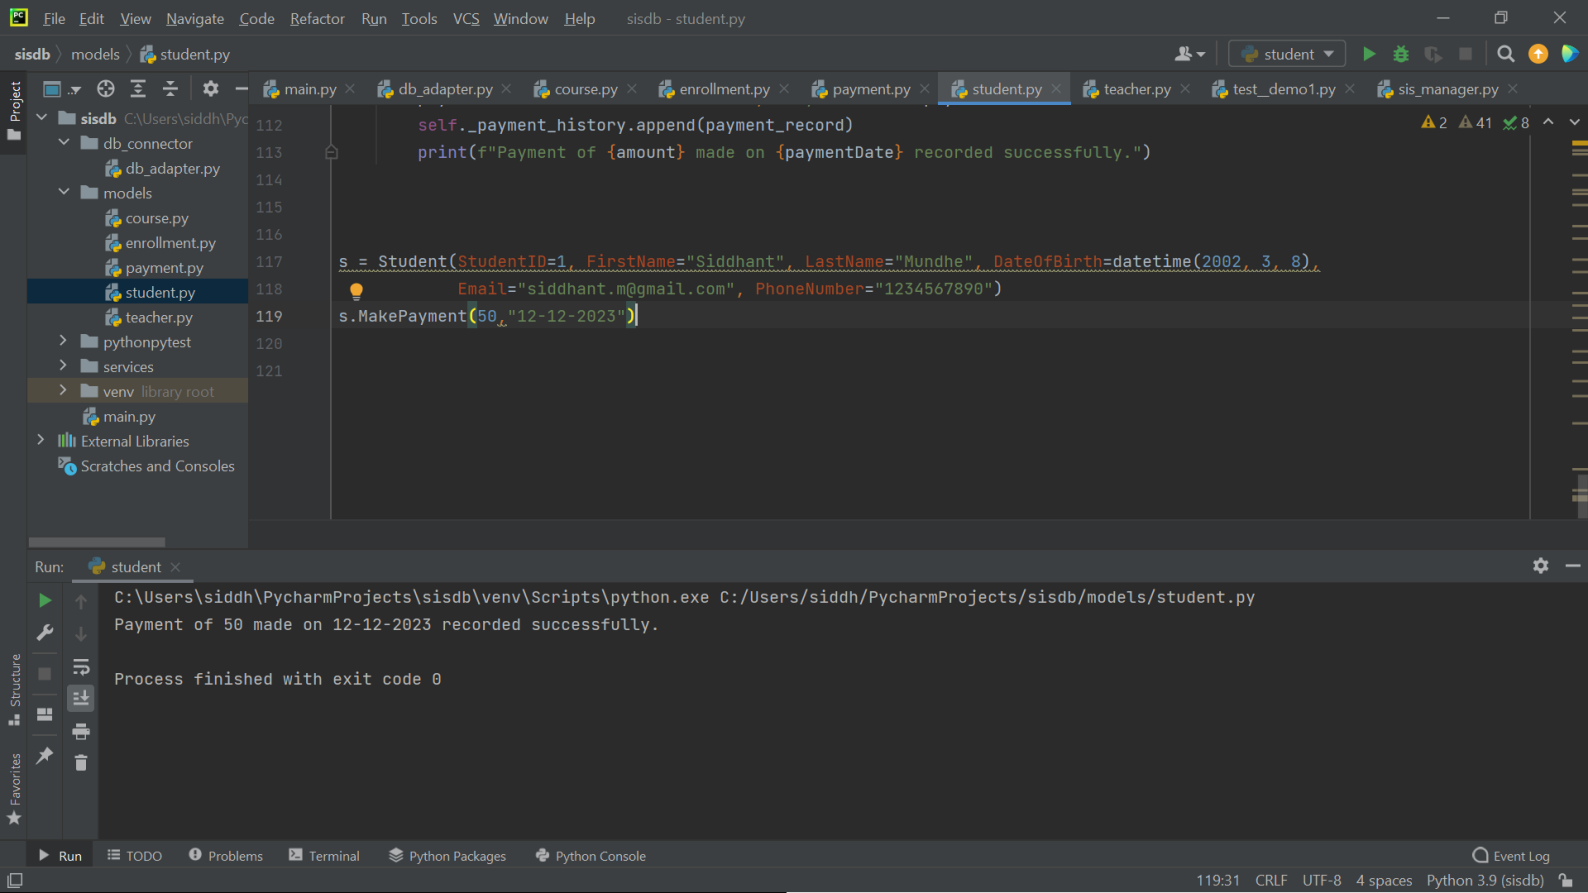 File Edit View Navigate Code Refactor Run Tools VCS Window Help sisdb - student.py
sisdb models student.py
student
Project
main.py db_adapter.py course.py enrollment.py payment.py student.py teacher.py test__demo1.py sis_manager.py
sisdb C:\Users\siddh\Pyc
db_connector
db_adapter.py
models
course.py
enrollment.py
payment.py
student.py
teacher.py
pythonpytest
services
venv library root
main.py
External Libraries
Scratches and Consoles
2 41 8
112 self._payment_history.append(payment_record)
113 print(f"Payment of {amount} made on {paymentDate} recorded successfully.")
114
115
116
117 s = Student(StudentID=1, FirstName="Siddhant", LastName="Mundhe", DateOfBirth=datetime(2002, 3, 8),
118 Email="siddhant.m@gmail.com", PhoneNumber="1234567890")
119 s.MakePayment(50,"12-12-2023")
120
121
Run: student
C:\Users\siddh\PycharmProjects\sisdb\venv\Scripts\python.exe C:/Users/siddh/PycharmProjects/sisdb/models/student.py
Payment of 50 made on 12-12-2023 recorded successfully.
Process finished with exit code 0
Structure
Favorites
Run TODO Problems Terminal Python Packages Python Console Event Log
119:31 CRLF UTF-8 4 spaces Python 3.9 (sisdb)